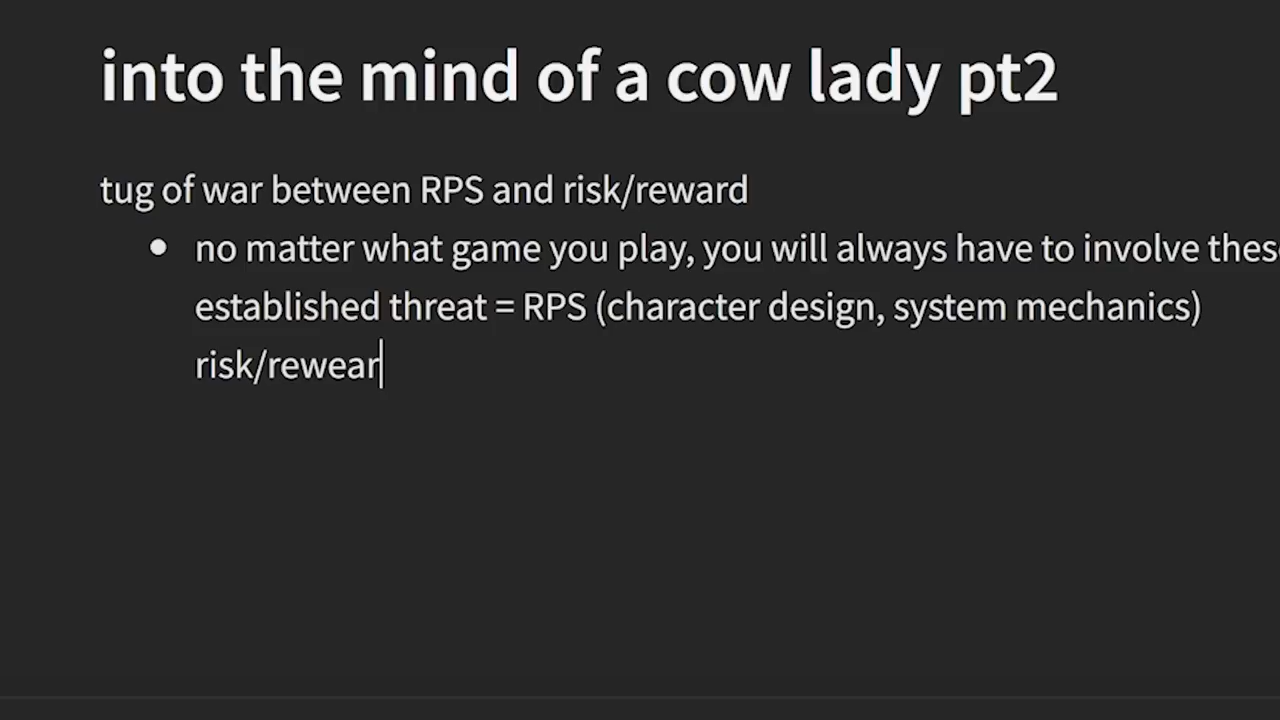 into the mind of a cow lady pt2
tug of war between RPS and risk/reward
no matter what game you play, you will always have to involve
established threat = RPS (character design, system mechanics)
risk/rewear